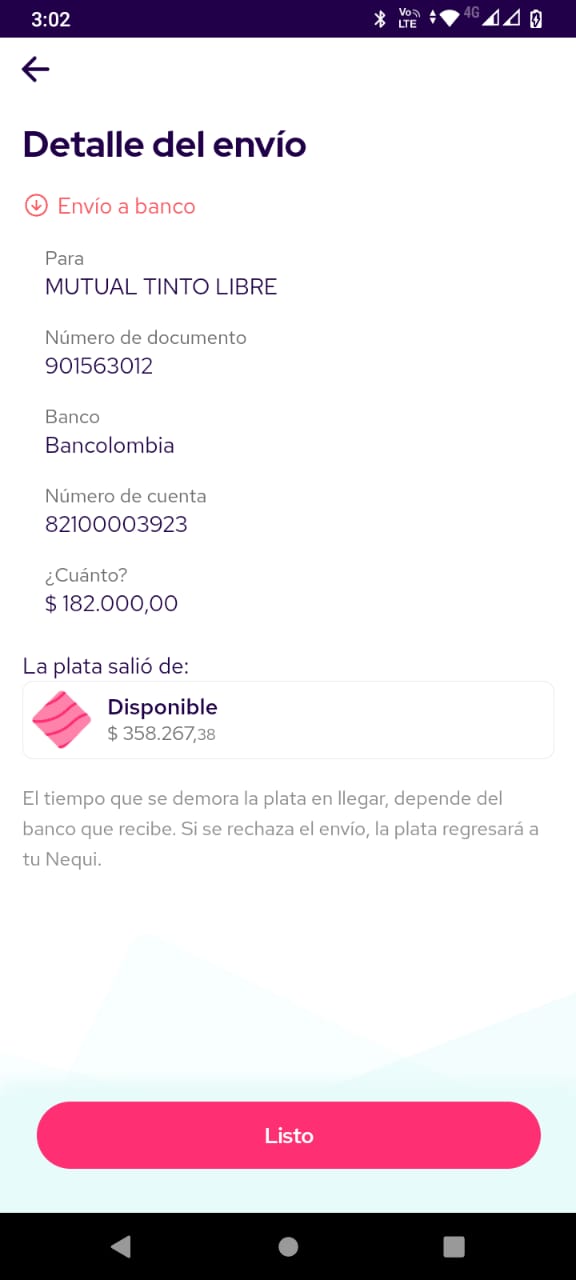 3:02
Vo LTE
4G
Detalle del envío
Envío a banco
Para
MUTUAL TINTO LIBRE
Número de documento
901563012
Banco
Bancolombia
Número de cuenta
82100003923
¿Cuánto?
$ 182.000,00
La plata salió de:
Disponible
$ 358.267,38
El tiempo que se demora la plata en llegar, depende del
banco que recibe. Si se rechaza el envío, la plata regresará a
tu Nequi.
Listo